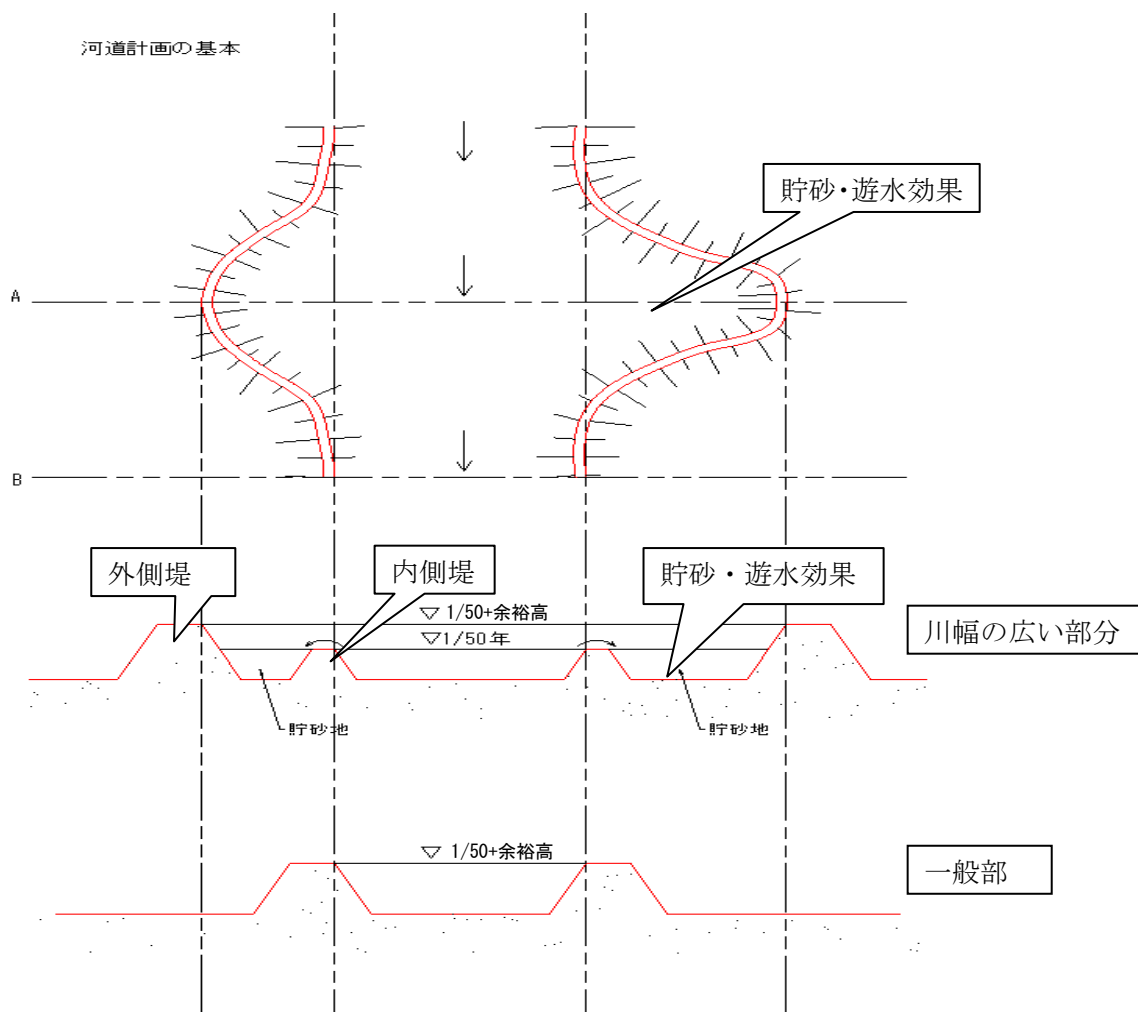 河道計画の基本
貯砂・遊水効果
A
B
外側堤
内側堤
貯砂・遊水効果
▽ 1/50+余裕高
▽1/50年
川幅の広い部分
貯砂地
貯砂地
▽ 1/50+余裕高
一般部